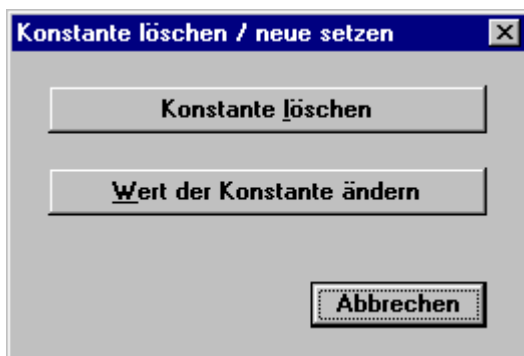 Konstante löschen / neue setzen
Konstante löschen
Wert der Konstante ändern
Abbrechen